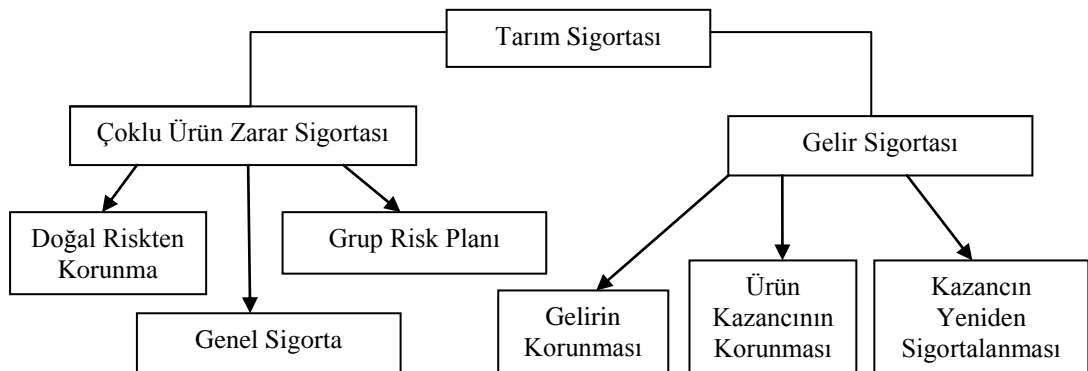 Tarım Sigortası
Çoklu Ürün Zarar Sigortası
Gelir Sigortası
Doğal Riskten
Korunma
Grup Risk Planı
Genel Sigorta
Gelirin
Korunması
Ürün
Kazancının
Korunması
Kazancın
Yeniden
Sigortalanması